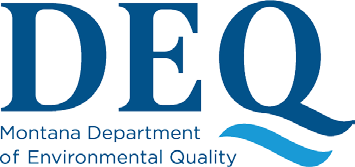 DEQ
Montana Department
of Environmental Quality